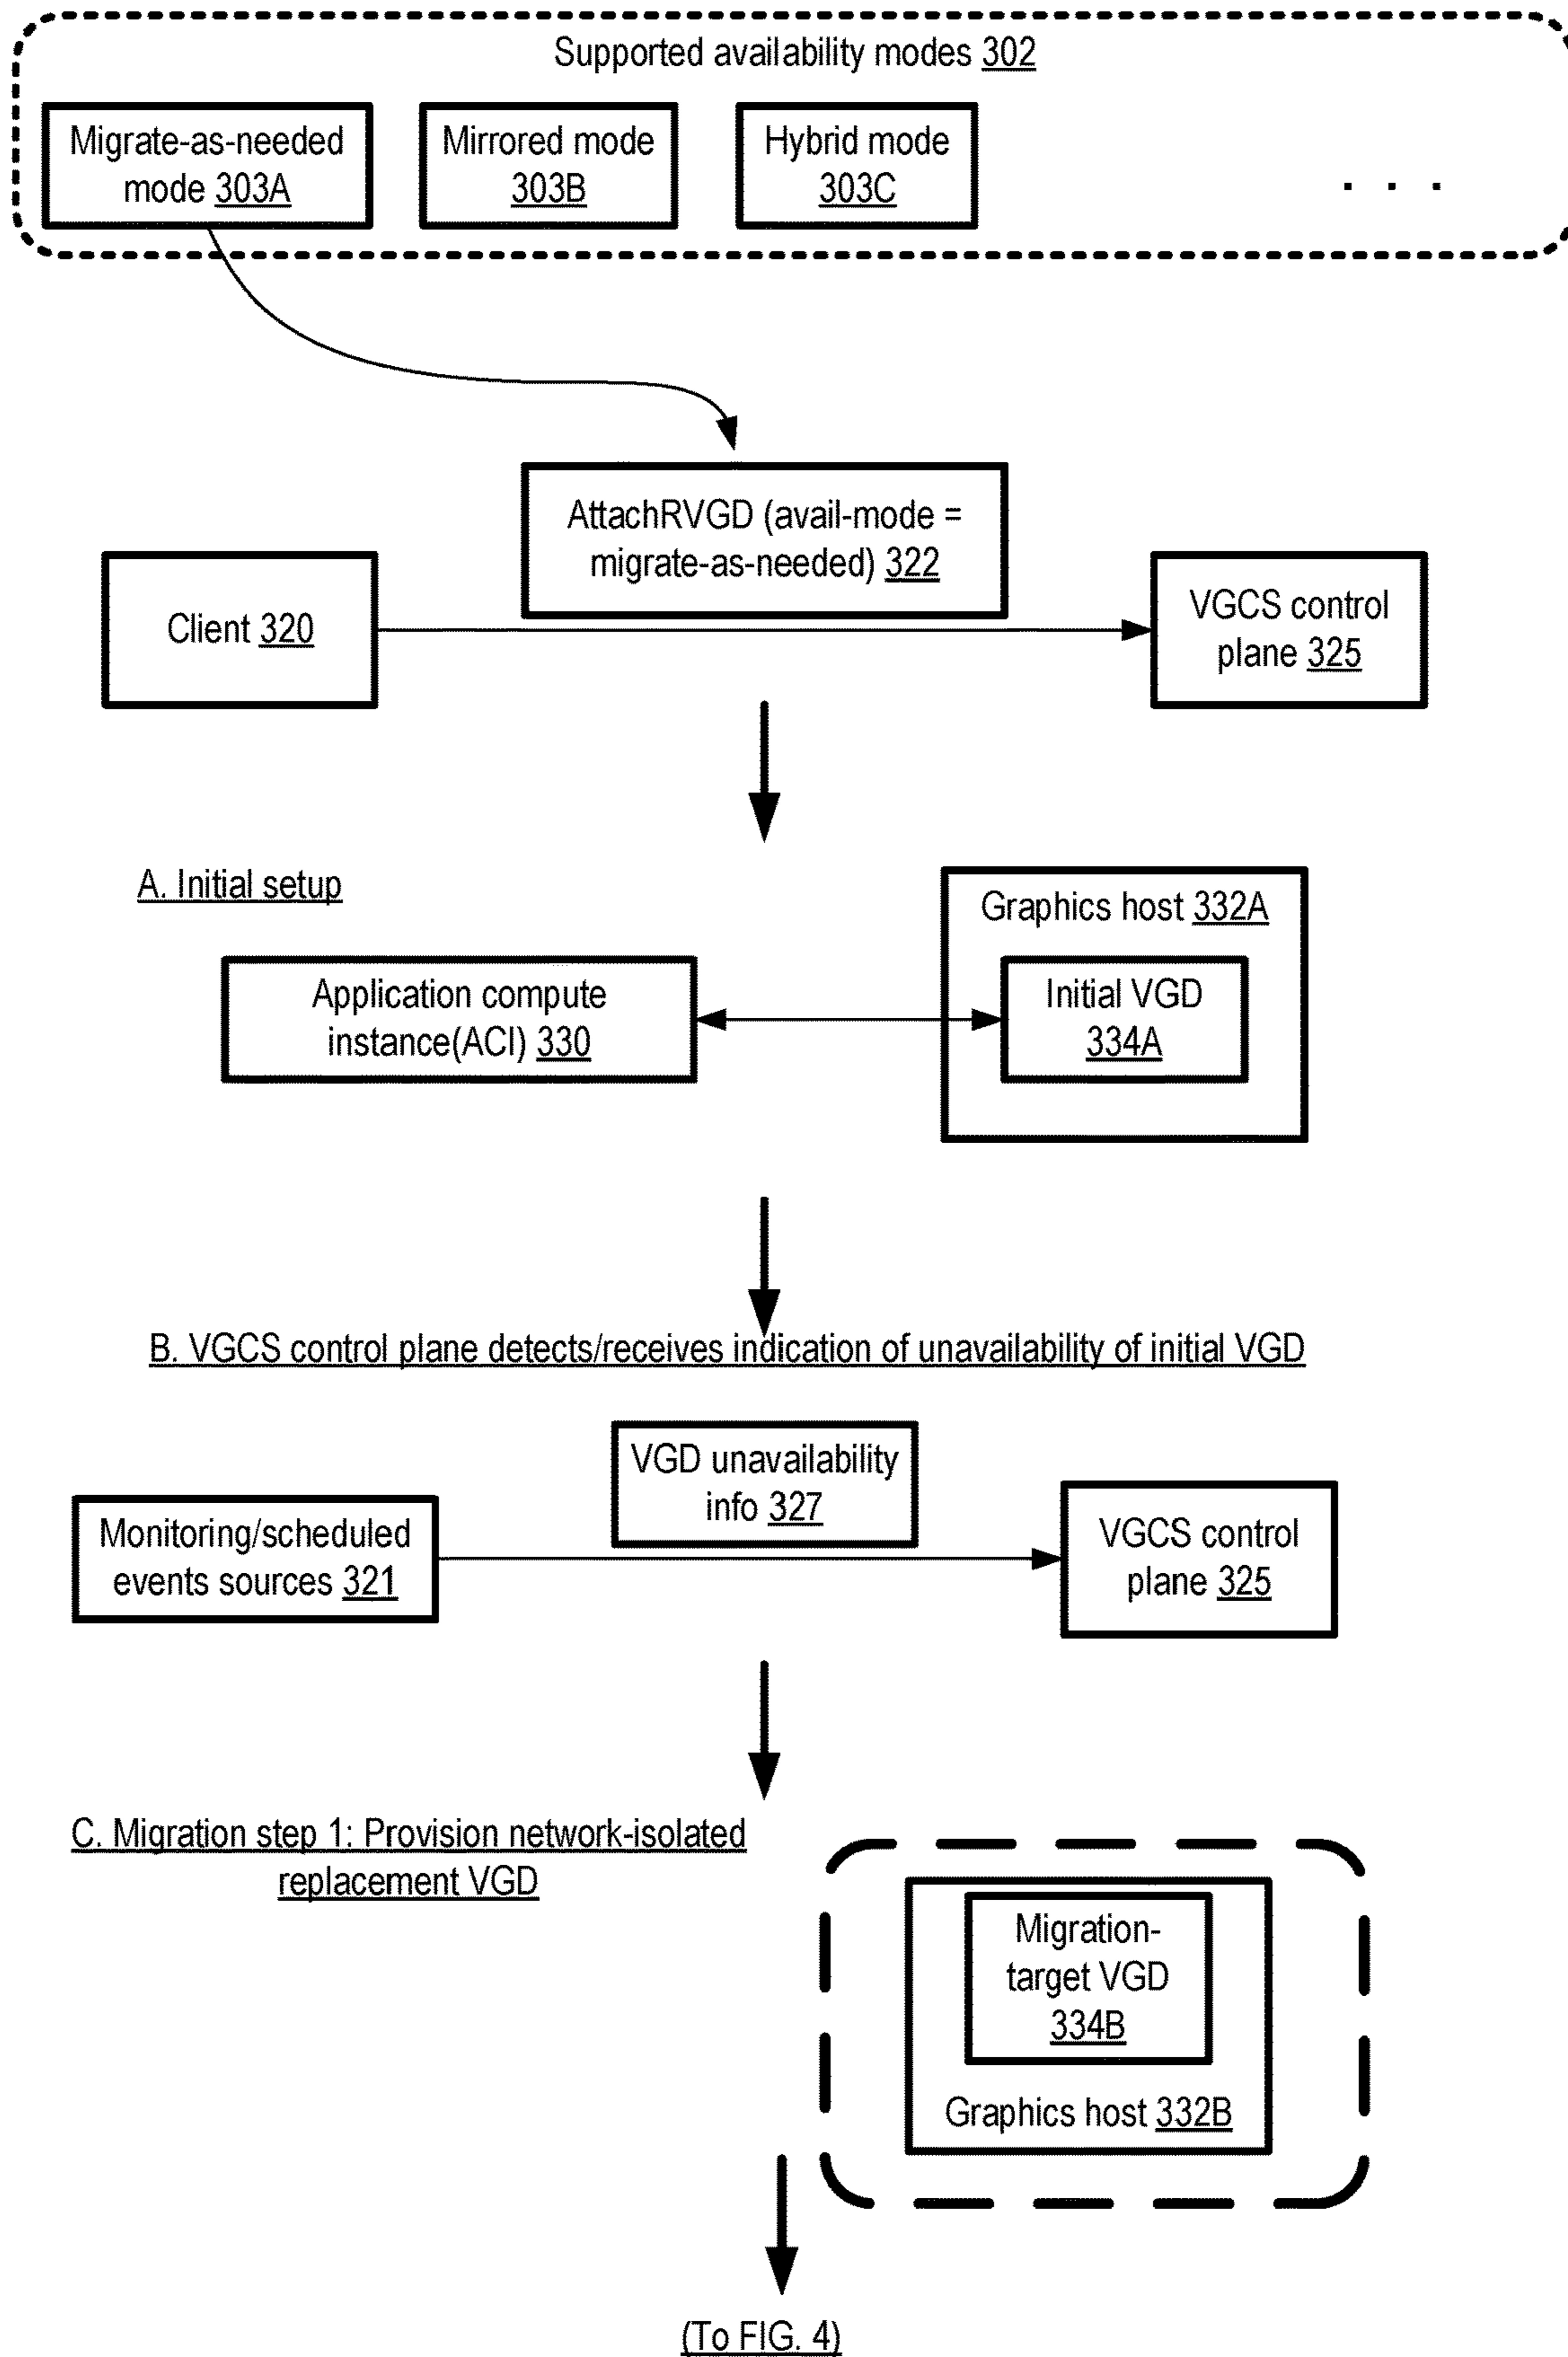 Supported availability modes 302
Migrate-as-needed
mode 303A
Mirrored mode
303B
Hybrid mode
303C
. . .
AttachRVGD (avail-mode =
migrate-as-needed) 322
Client 320
VGCS control
plane 325
A. Initial setup
Graphics host 332A
Application compute
instance(ACI) 330
Initial VGD
334A
B. VGCS control plane detects/receives indication of unavailability of initial VGD
VGD unavailability
info 327
Monitoring/scheduled
events sources 321
VGCS control
plane 325
C. Migration step 1: Provision network-isolated
replacement VGD
Migration-
target VGD
334B
Graphics host 332B
(To FIG. 4)